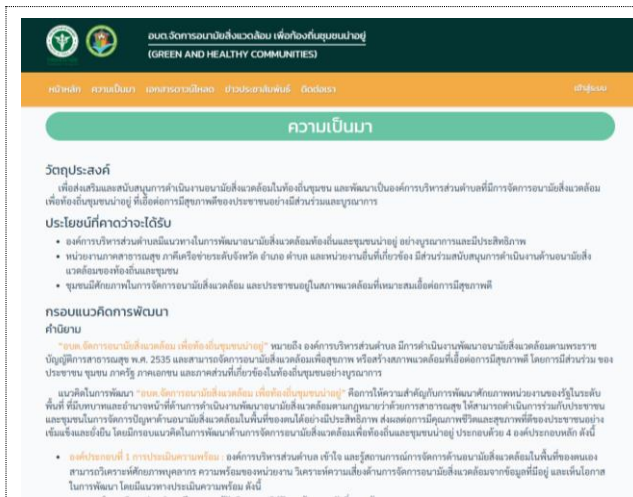 อบต.จัดการอนามัยสิ่งแวดล้อม เพื่อท้องถิ่นชุมชนน่าอยู่
(GREEN AND HEALTHY COMMUNITIES)
หน้าหลัก ความเป็นมา เอกสารดาวน์โหลด ข่าวประชาสัมพันธ์ ติดต่อเรา เข้าสู่ระบบ
ความเป็นมา
วัตถุประสงค์
เพื่อส่งเสริมและสนับสนุนการดำเนินงานอนามัยสิ่งแวดล้อมในท้องถิ่นชุมชน และพัฒนาเป็นองค์การบริหารส่วนตำบลที่มีการจัดการอนามัยสิ่งแวดล้อม
เพื่อท้องถิ่นชุมชนน่าอยู่ ที่เอื้อต่อการมีสุขภาพดีของประชาชนอย่างมีส่วนร่วมและบูรณาการ
ประโยชน์ที่คาดว่าจะได้รับ
• องค์การบริหารส่วนตำบลมีแนวทางในการพัฒนาอนามัยสิ่งแวดล้อมท้องถิ่นและชุมชนน่าอยู่ อย่างบูรณาการและมีประสิทธิภาพ
• หน่วยงานภาคสาธารณสุข ภาคีเครือข่ายระดับจังหวัด อำเภอ ตำบล และหน่วยงานอื่นที่เกี่ยวข้อง มีส่วนร่วมสนับสนุนการดำเนินงานด้านอนามัยสิ่ง
แวดล้อมของท้องถิ่นและชุมชน
• ชุมชนมีศักยภาพในการจัดการอนามัยสิ่งแวดล้อม และประชาชนอยู่ในสภาพแวดล้อมที่เหมาะสมเอื้อต่อการมีสุขภาพดี
กรอบแนวคิดการพัฒนา
คำนิยาม
"อบต.จัดการอนามัยสิ่งแวดล้อม เพื่อท้องถิ่นชุมชนน่าอยู่" หมายถึง องค์การบริหารส่วนตำบล มีการดำเนินงานพัฒนาอนามัยสิ่งแวดล้อมตามพระราช
บัญญัติการสาธารณสุข พ.ศ. 2535 และสามารถจัดการอนามัยสิ่งแวดล้อมเพื่อสุขภาพ หรือสร้างสภาพแวดล้อมที่เอื้อต่อการมีสุขภาพดี โดยการมีส่วนร่วม ของ
ประชาชน ชุมชน ภาครัฐ ภาคเอกชน และภาคส่วนที่เกี่ยวข้องในท้องถิ่นชุมชนอย่างบูรณาการ
แนวคิดในการพัฒนา "อบต.จัดการอนามัยสิ่งแวดล้อม เพื่อท้องถิ่นชุมชนน่าอยู่" คือการให้ความสำคัญกับการพัฒนาศักยภาพหน่วยงานของรัฐในระดับ
พื้นที่ ที่มีบทบาทและอำนาจหน้าที่ด้านการดำเนินงานพัฒนาอนามัยสิ่งแวดล้อมตามกฎหมายว่าด้วยการสาธารณสุข ให้สามารถดำเนินการร่วมกับประชาชน
และชุมชนในการจัดการปัญหาด้านอนามัยสิ่งแวดล้อมในพื้นที่ของตนได้อย่างมีประสิทธิภาพ ส่งผลต่อการมีคุณภาพชีวิตและสุขภาพที่ดีของประชาชนอย่าง
เข้มแข็งและยั่งยืน โดยมีกรอบแนวคิดในการพัฒนาด้านการจัดการอนามัยสิ่งแวดล้อมเพื่อท้องถิ่นและชุมชนน่าอยู่ ประกอบด้วย 4 องค์ประกอบหลัก ดังนี้
• องค์ประกอบที่ 1 การประเมินความพร้อม : องค์การบริหารส่วนตำบล เข้าใจ และรู้สถานการณ์การจัดการด้านอนามัยสิ่งแวดล้อมในพื้นที่ของตนเอง
สามารถวิเคราะห์ศักยภาพบุคลากร ความพร้อมของหน่วยงาน วิเคราะห์ความเสี่ยงด้านการจัดการอนามัยสิ่งแวดล้อมจากข้อมูลที่มีอยู่ และเห็นโอกาส
ในการพัฒนา โดยมีแนวทางประเมินความพร้อม ดังนี้